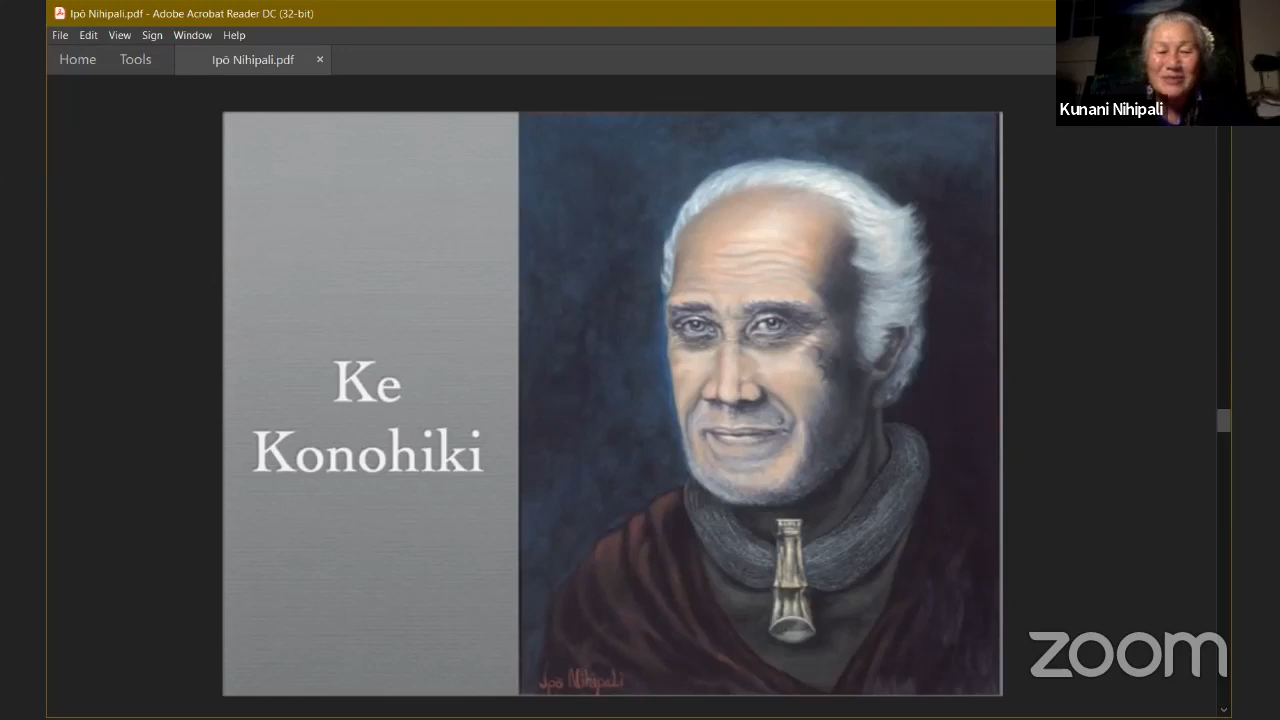 Ipō Nihipali.pdf - Adobe Acrobat Reader DC (32-bit)
File Edit View Sign Window Help
Home Tools Ipō Nihipali.pdf ×
Kunani Nihipali
Ke
Konohiki
Ipō Nihipali
zoom